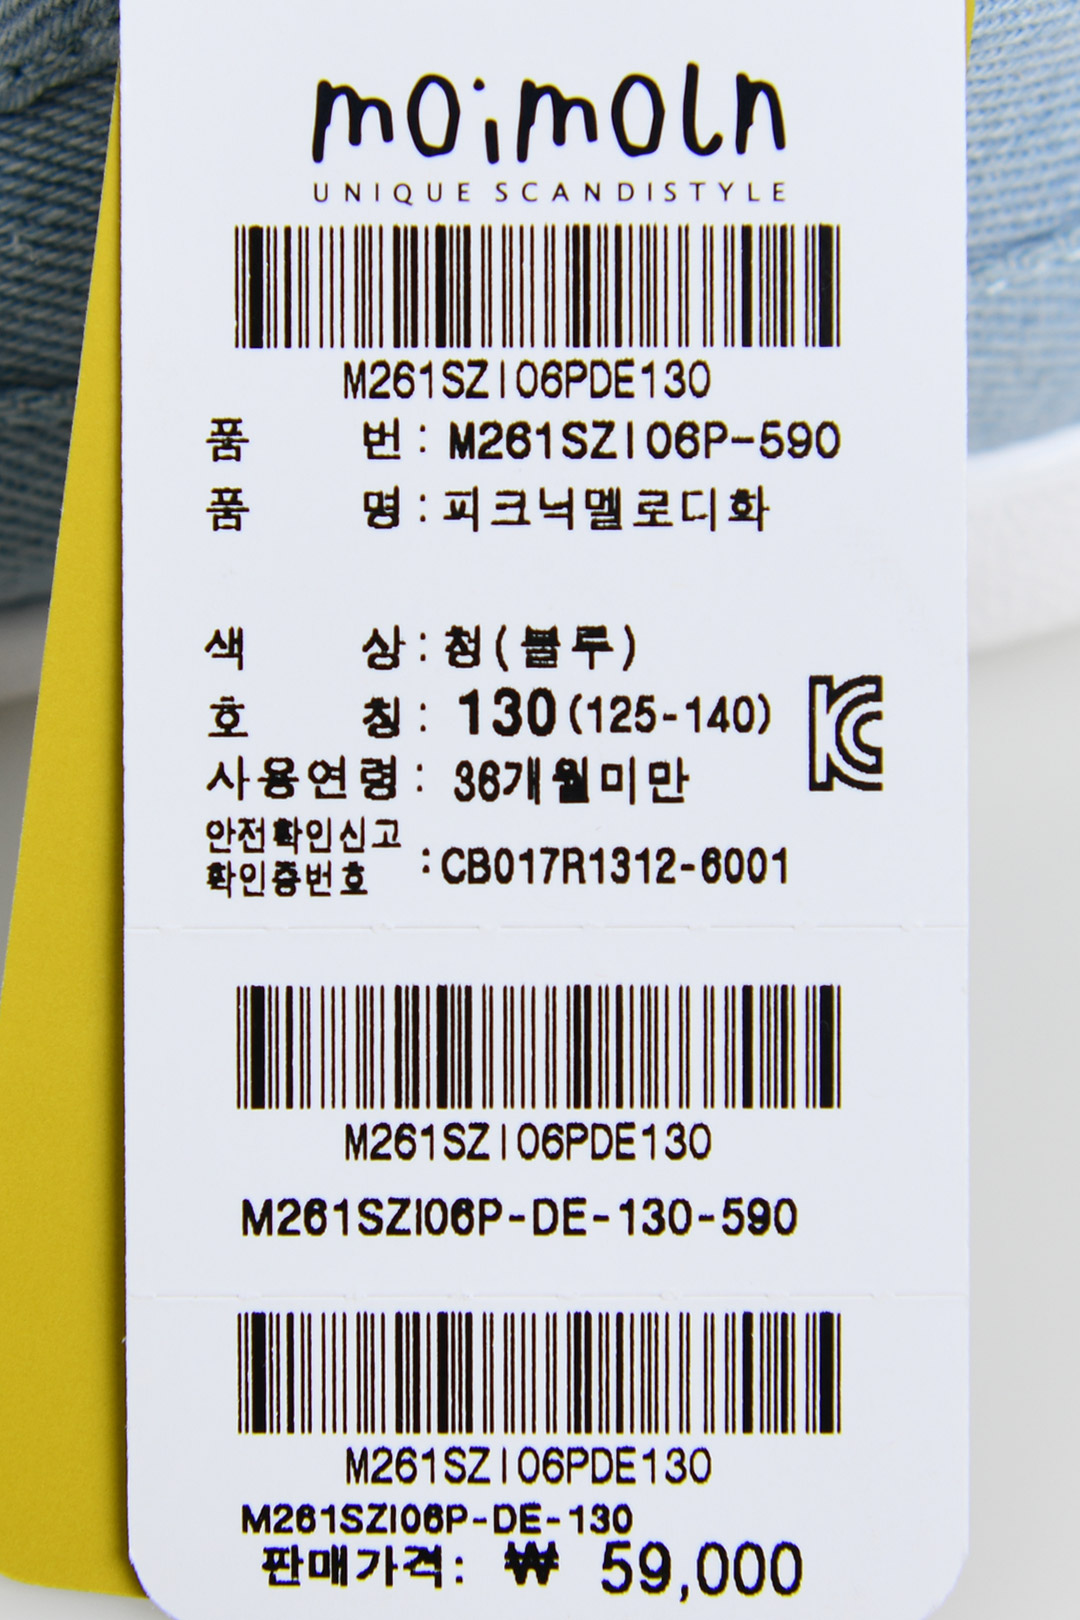 moimoln
UNIQUE SCANDISTYLE
M261SZI06PDE130
품 번 : M261SZI06P-590
품 명 : 피크닉멜로디화
색 상 : 청(블루)
호 칭 : 130(125-140)
사용연령 : 36개월미만
안전확인신고
확인증번호 : CB017R1312-6001
M261SZI06PDE130
M261SZI06P-DE-130-590
M261SZI06PDE130
M261SZI06P-DE-130
판매가격: ₩ 59,000